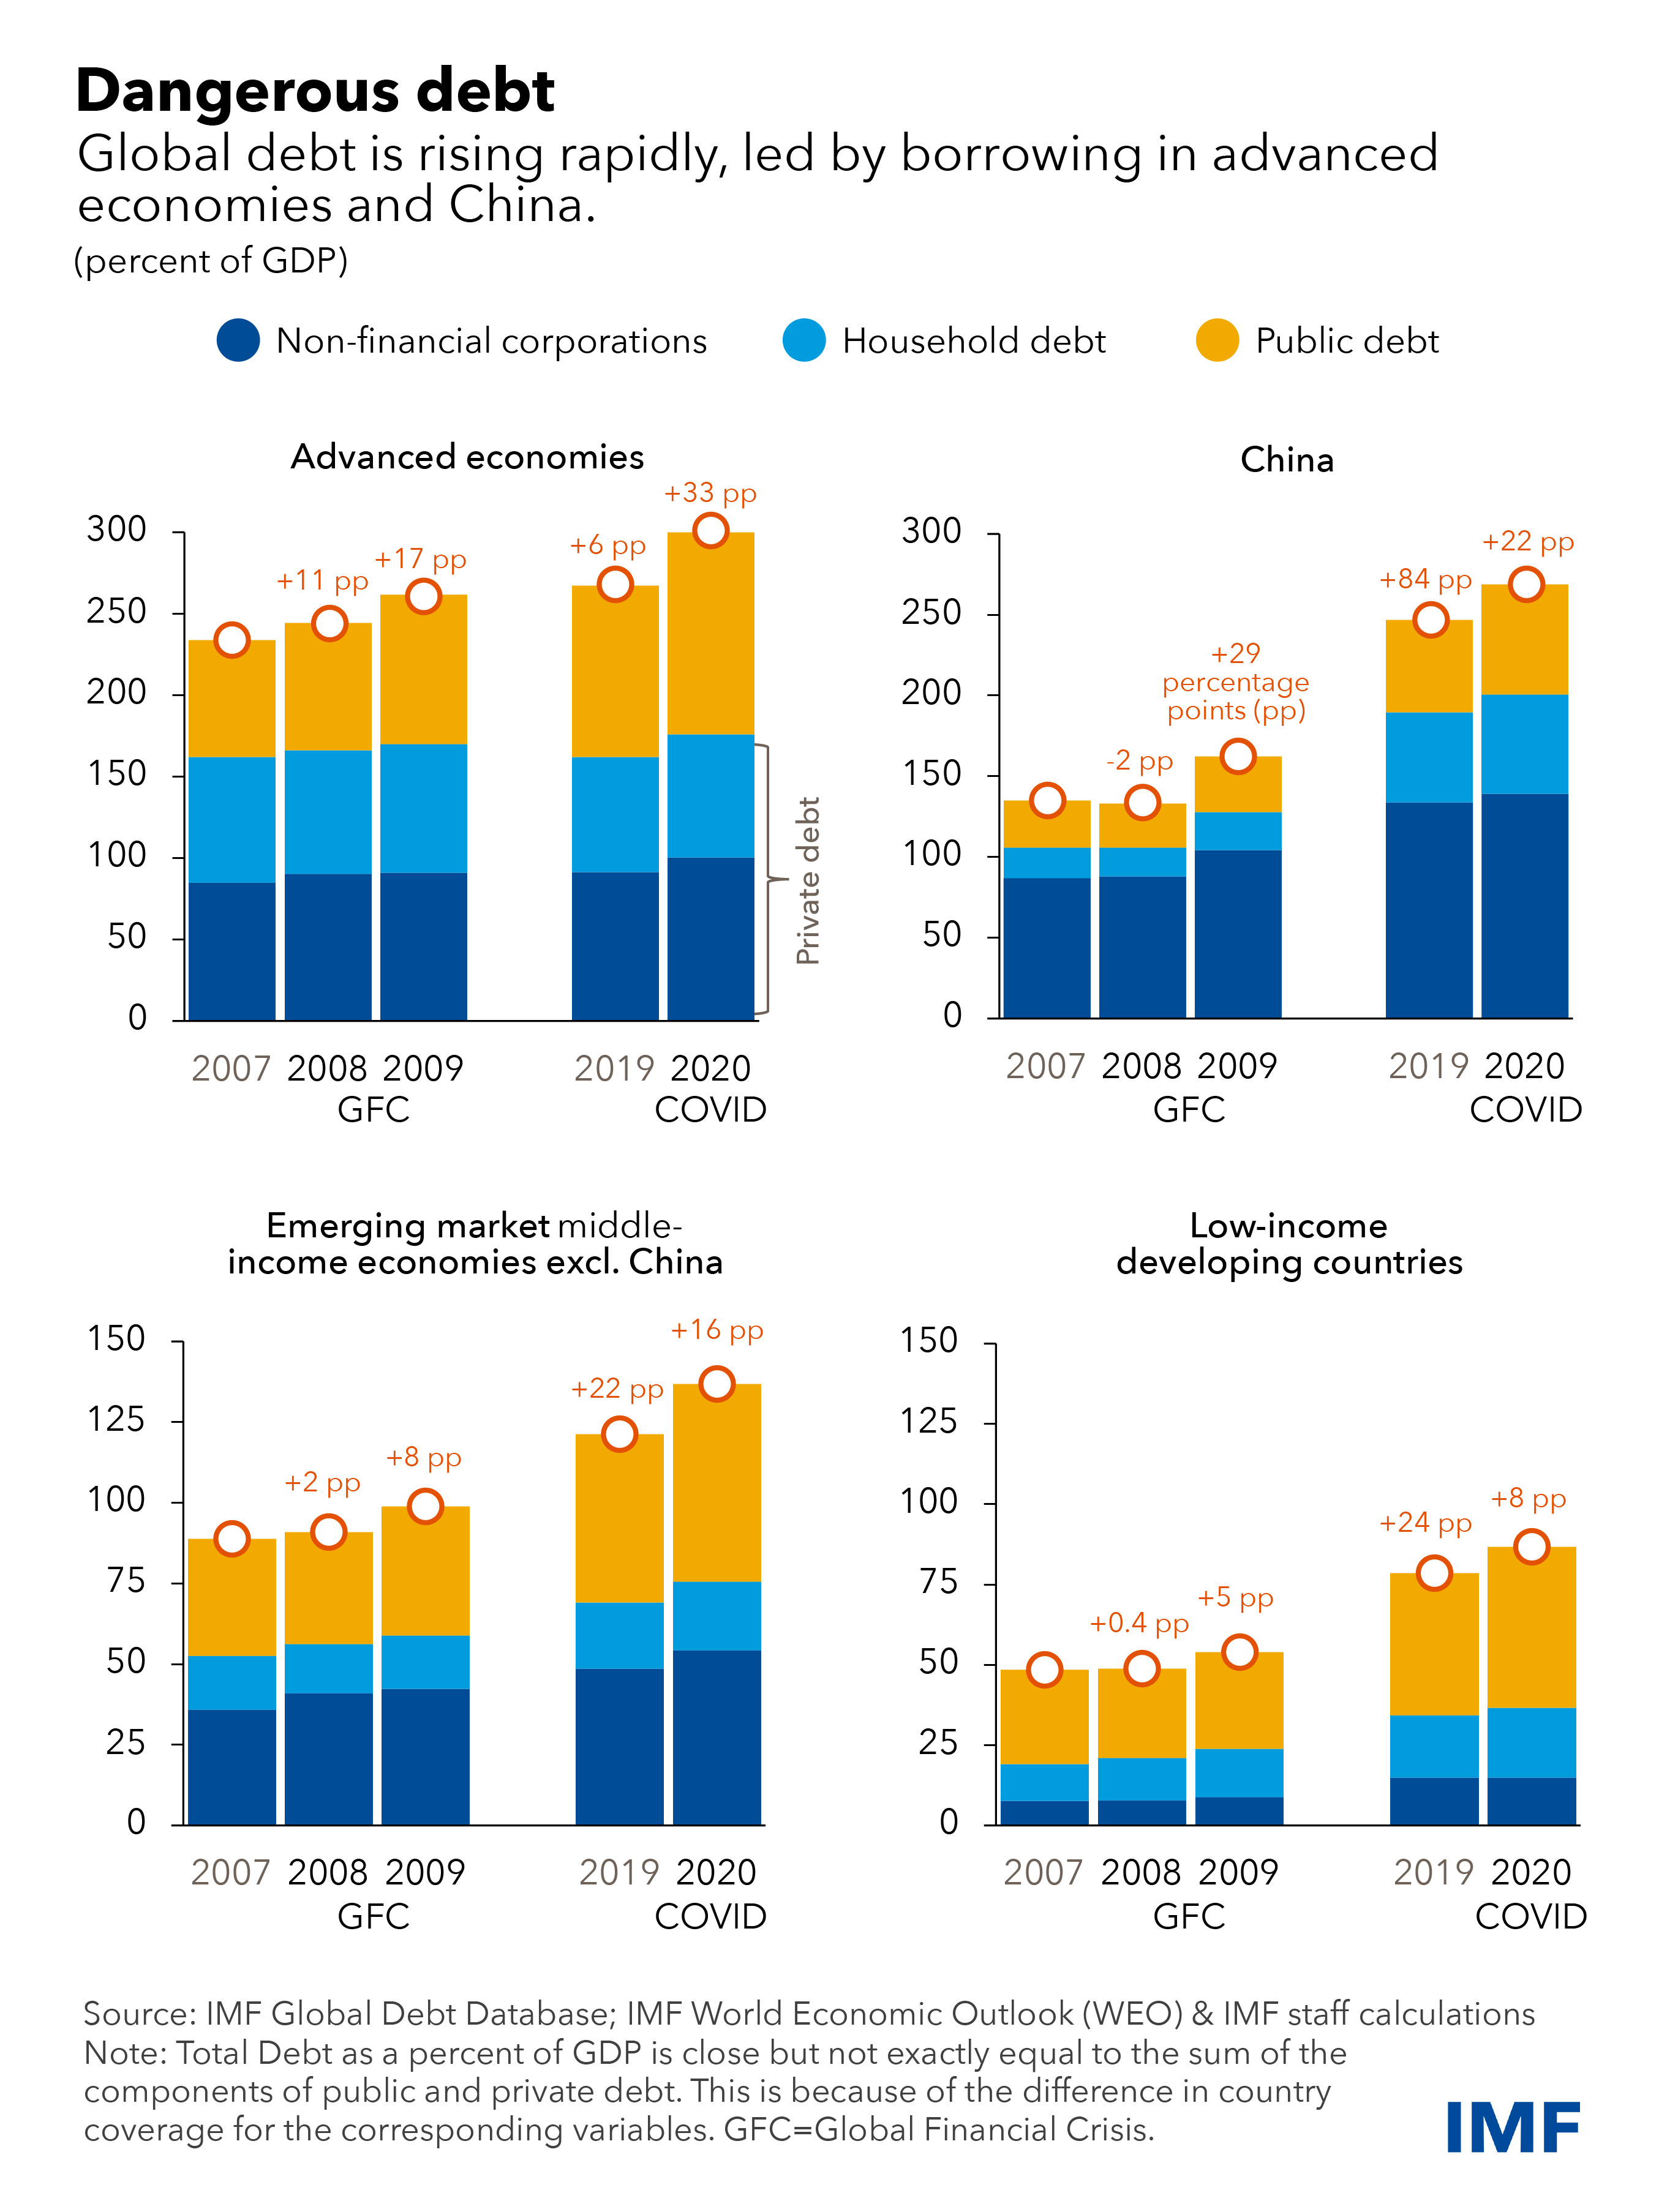 Dangerous debt
Global debt is rising rapidly, led by borrowing in advanced
economies and China.
(percent of GDP)
Non-financial corporations
Household debt
Public debt
Advanced economies
+33 pp
+6 pp
+17 pp
+11 pp
300
250
200
150
100
50
0
Private debt
2007 2008 2009 2019 2020
GFC COVID
China
+22 pp
+84 pp
+29
percentage
points (pp)
-2 pp
300
250
200
150
100
50
0
2007 2008 2009 2019 2020
GFC COVID
Emerging market middle-
income economies excl. China
+16 pp
+22 pp
+8 pp
+2 pp
150
125
100
75
50
25
0
2007 2008 2009 2019 2020
GFC COVID
Low-income
developing countries
+8 pp
+24 pp
+5 pp
+0.4 pp
150
125
100
75
50
25
0
2007 2008 2009 2019 2020
GFC COVID
Source: IMF Global Debt Database; IMF World Economic Outlook (WEO) & IMF staff calculations
Note: Total Debt as a percent of GDP is close but not exactly equal to the sum of the
components of public and private debt. This is because of the difference in country
coverage for the corresponding variables. GFC=Global Financial Crisis.
IMF